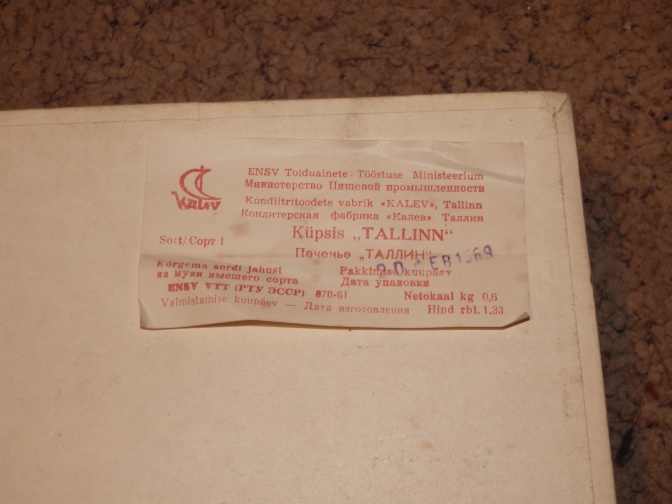 KALEV
ENSV Toiduainete Tööstuse Ministeerium
Министерство Пищевой промышленности
Kondiitritoodete vabrik «KALEV», Tallinn
Кондитерская фабрика «Калев» Таллин
Küpsis „TALLINN“
Sort/Сорт I
Печенье „ТАЛЛИН“
FEB 1969
Kõrgema sordi jahust
из муки высшего сорта
Pakkimise kuupäev
Дата упаковки
ENSV VTT (РТУ ЭССР) 870-61
Netokaal kg 0,6
Valmistamise kuupäev — Дата изготовления
Hind rbl. 1.33